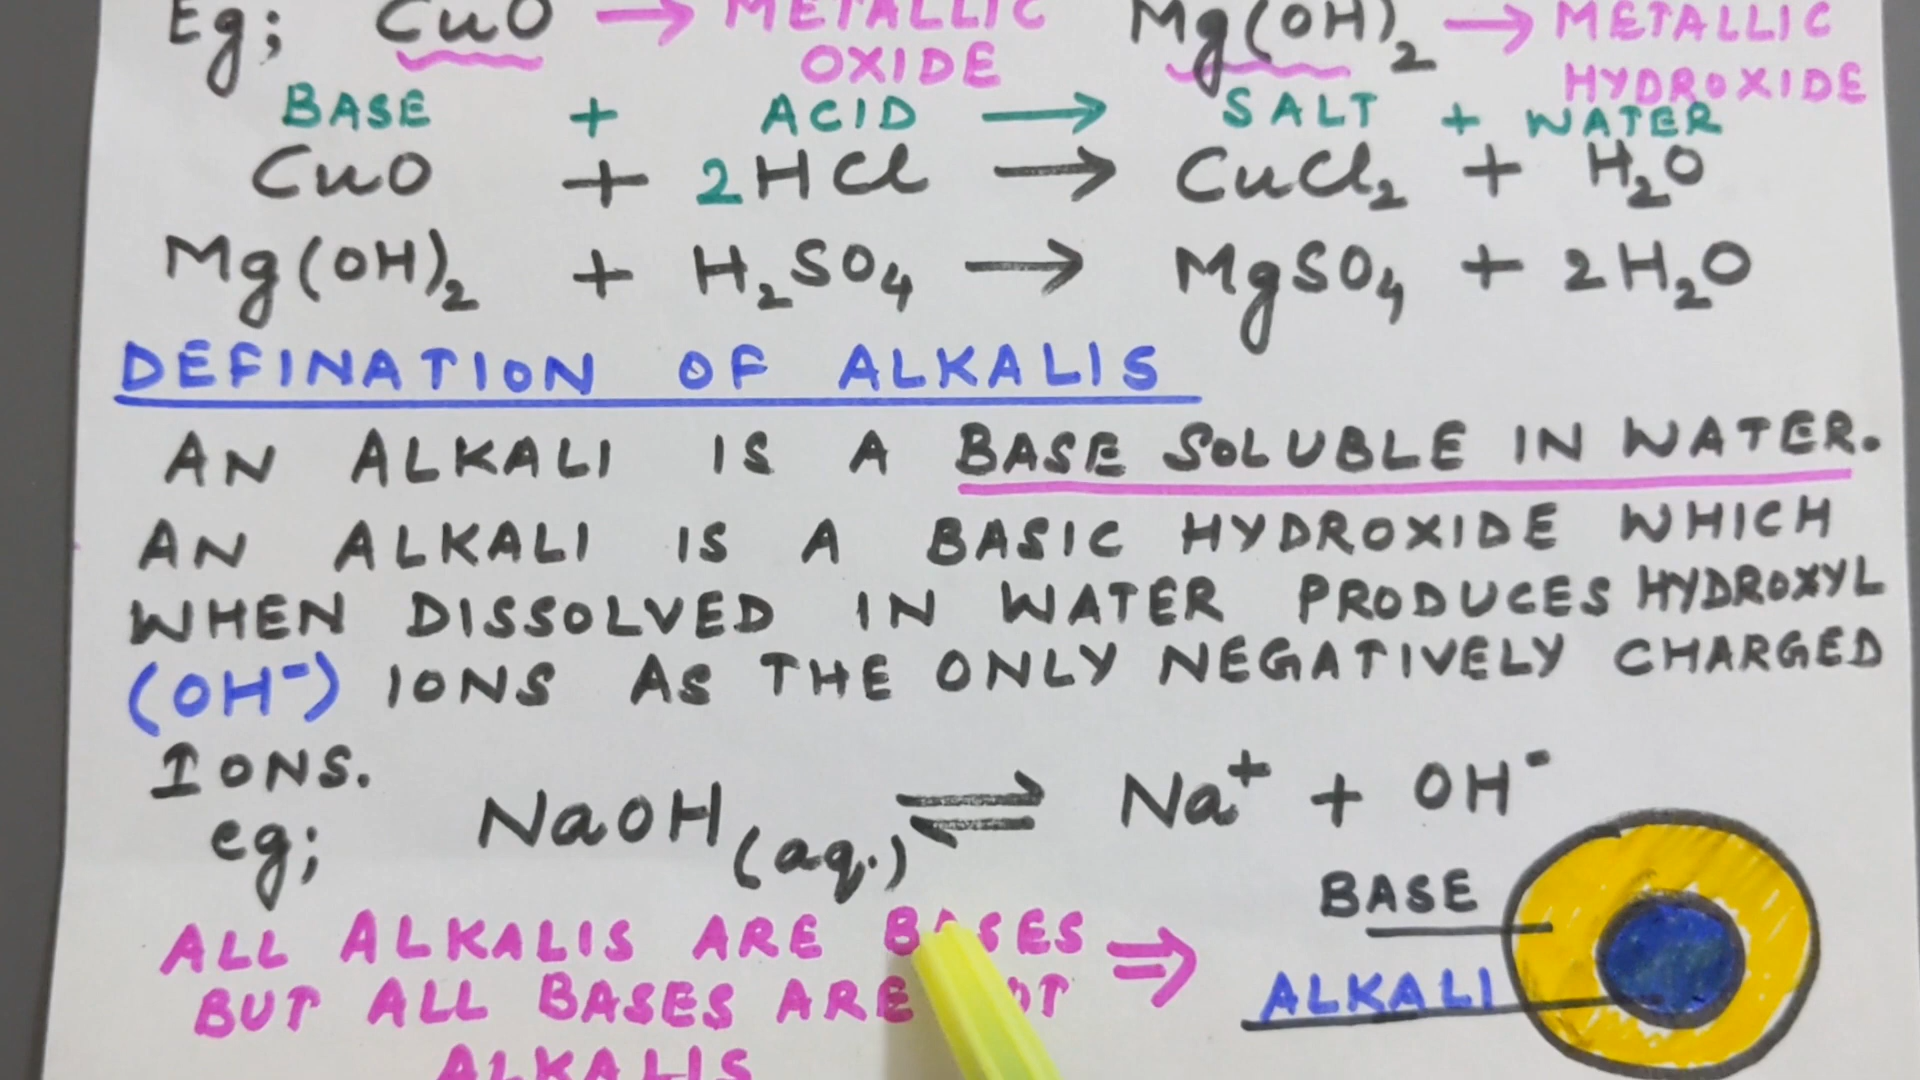 Eg; CuO → METALLIC OXIDE Mg(OH)₂ → METALLIC HYDROXIDE
BASE + ACID → SALT + WATER
CuO + 2HCl → CuCl₂ + H₂O
Mg(OH)₂ + H₂SO₄ → MgSO₄ + 2H₂O
DEFINATION OF ALKALIS
AN ALKALI IS A BASE SOLUBLE IN WATER.
AN ALKALI IS A BASIC HYDROXIDE WHICH
WHEN DISSOLVED IN WATER PRODUCES HYDROXYL
(OH⁻) IONS AS THE ONLY NEGATIVELY CHARGED
IONS.
eg; NaOH(aq.) ⇌ Na⁺ + OH⁻
ALL ALKALIS ARE BASES ⇒
BUT ALL BASES ARE NOT
ALKALIS
BASE
ALKALI